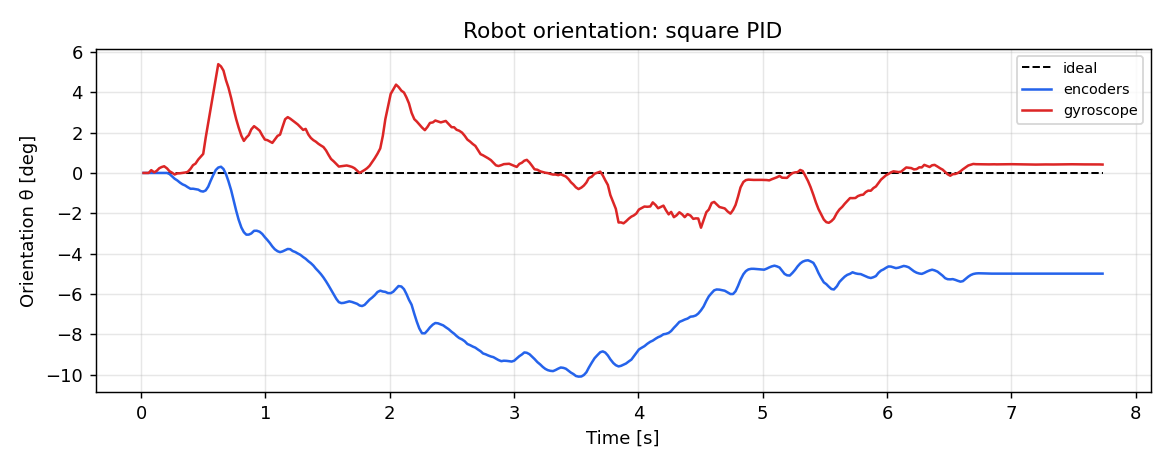 Robot orientation: square PID
Orientation θ [deg]
6
4
2
0
−2
−4
−6
−8
−10
ideal
encoders
gyroscope
0 1 2 3 4 5 6 7 8
Time [s]